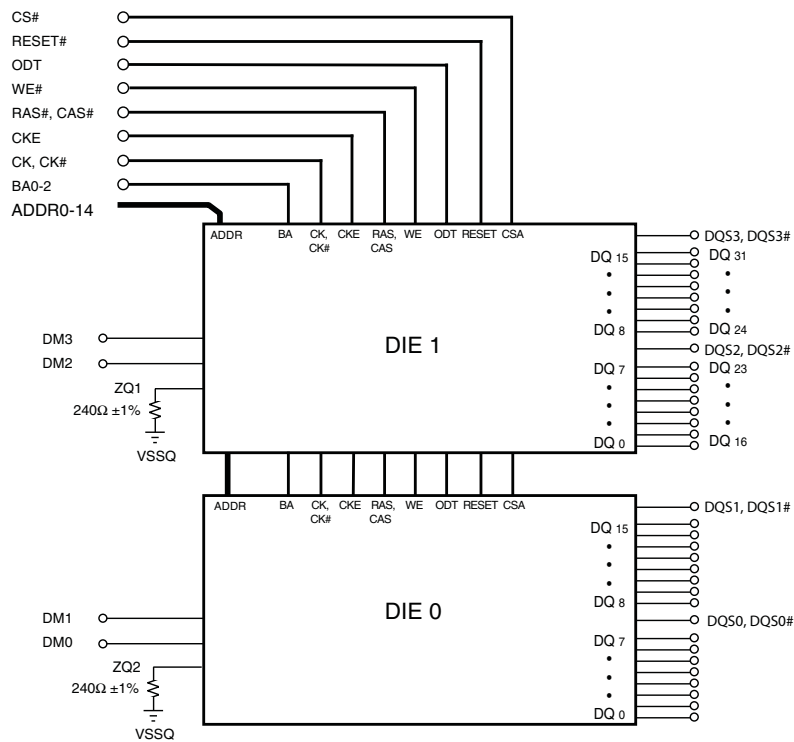 CS#
RESET#
ODT
WE#
RAS#, CAS#
CKE
CK, CK#
BA0-2
ADDR0-14
ADDR BA CK, CKE RAS, WE ODT RESET CSA
CK# CAS
DQS3, DQS3#
DQ 15 DQ 31
DQ 8 DQ 24
DQS2, DQS2#
DQ 7 DQ 23
DQ 0 DQ 16
DIE 1
DM3
DM2
ZQ1
240Ω ±1%
VSSQ
ADDR BA CK, CKE RAS, WE ODT RESET CSA
CK# CAS
DQS1, DQS1#
DQ 15
DQ 8
DQS0, DQS0#
DQ 7
DQ 0
DIE 0
DM1
DM0
ZQ2
240Ω ±1%
VSSQ